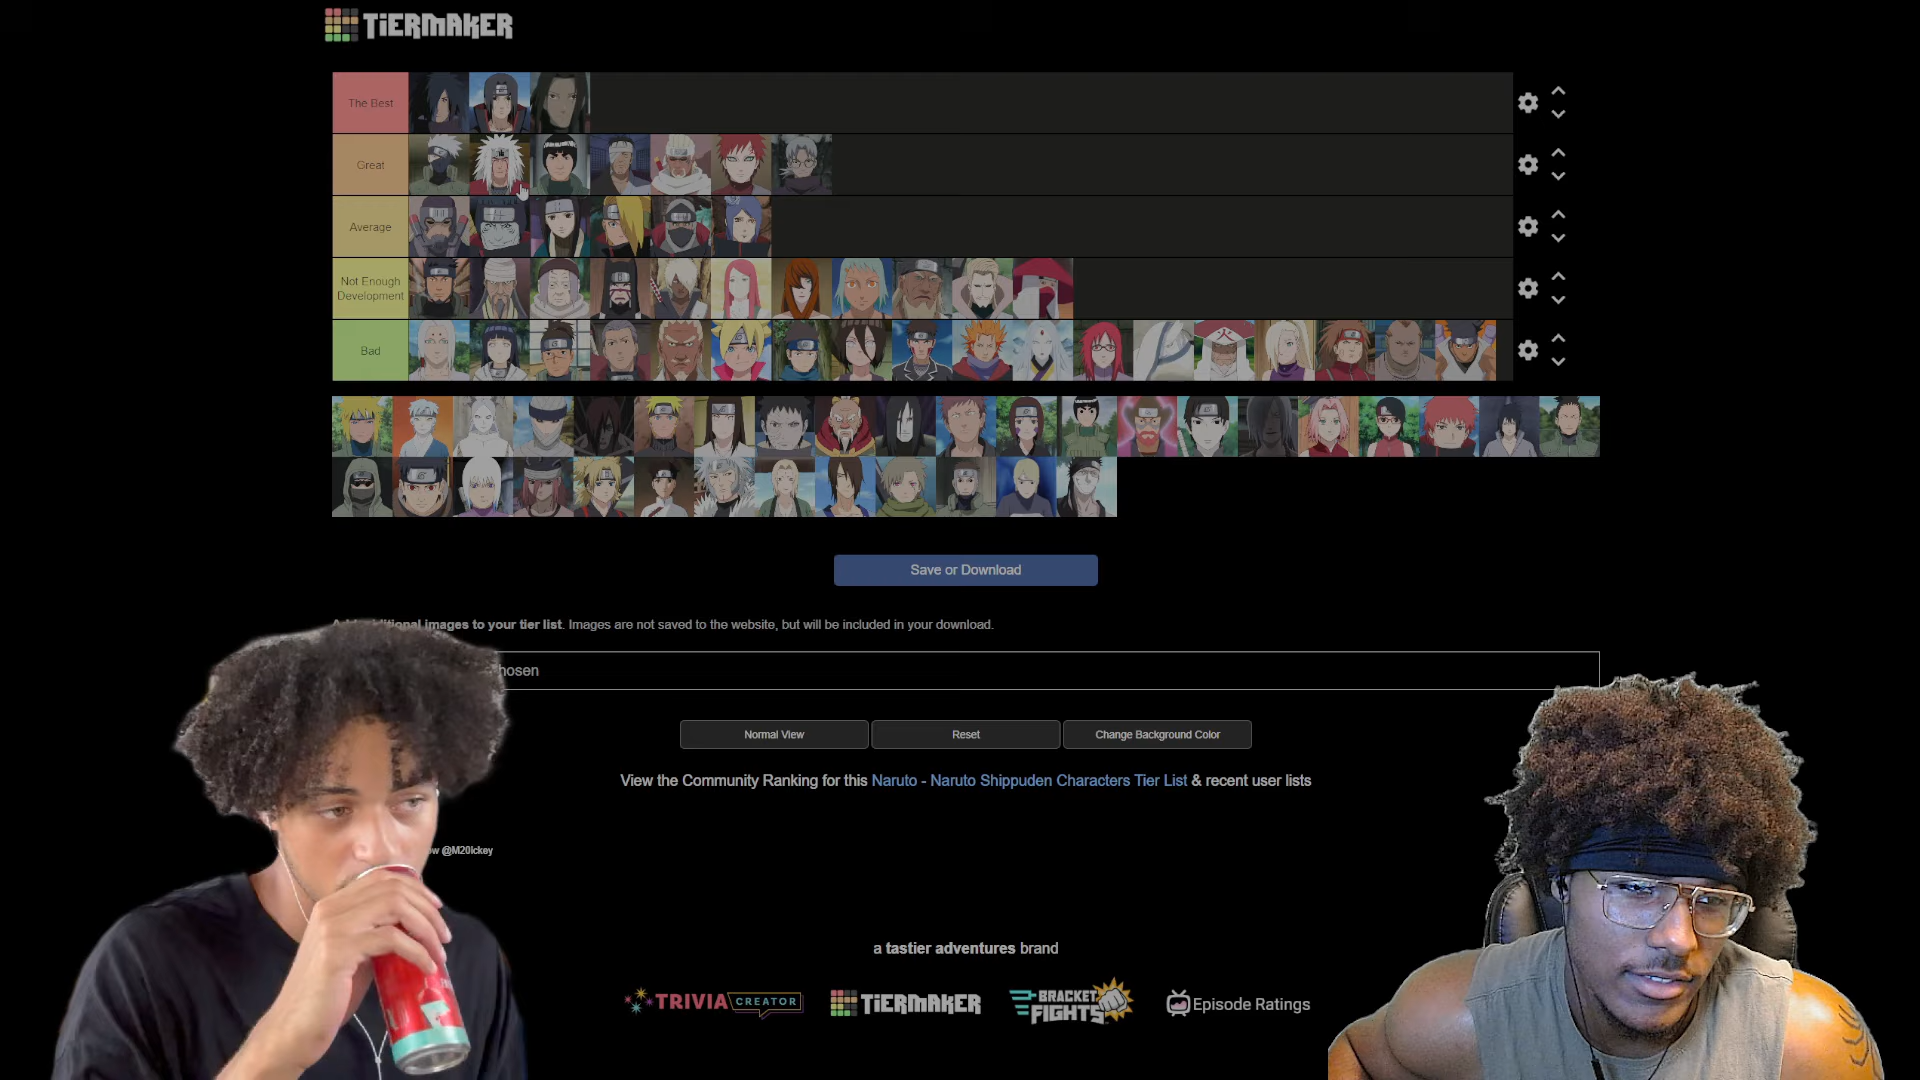 TiERMAKER
The Best
Great
Average
Not Enough
Development
Bad
Save or Download
images to your tier list. Images are not saved to the website, but will be included in your download.
hosen
Normal View
Reset
Change Background Color
View the Community Ranking for this Naruto - Naruto Shippuden Characters Tier List & recent user lists
@M20ickey
a tastier adventures brand
TRIVIA CREATOR
TiERMAKER
BRACKET
FIGHTS
Episode Ratings